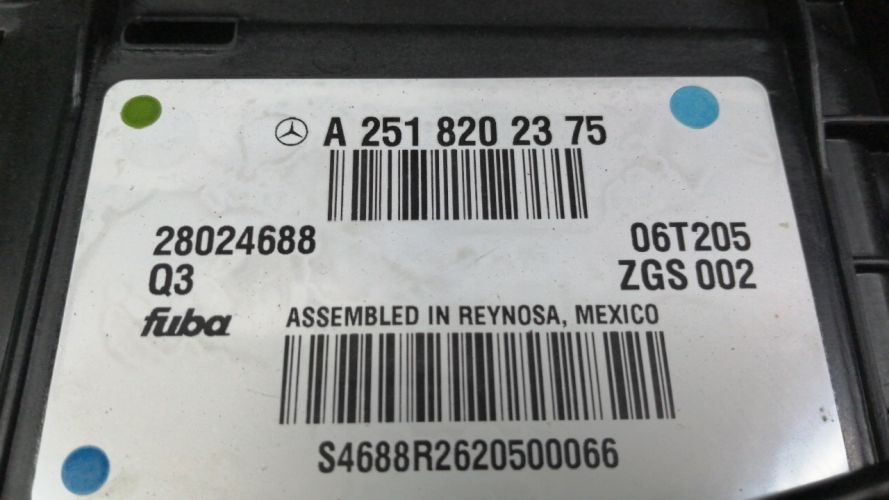 A 251 820 23 75
28024688 06T205
Q3 ZGS 002
fuba ASSEMBLED IN REYNOSA, MEXICO
S4688R2620500066